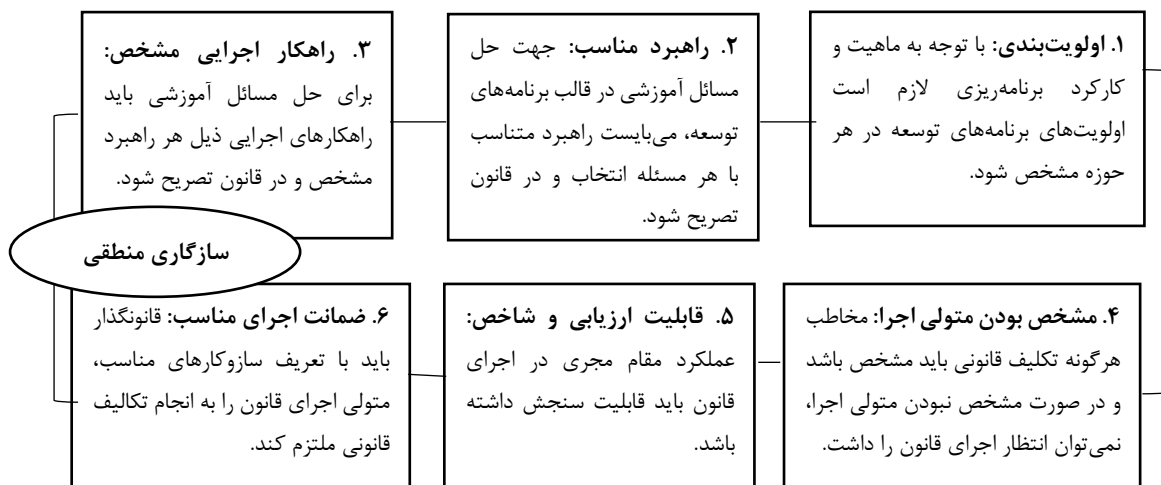 ۱. اولویت‌بندی: با توجه به ماهیت و
کارکرد برنامه‌ریزی لازم است
اولویت‌های برنامه‌های توسعه در هر
حوزه مشخص شود.
۲. راهبرد مناسب: جهت حل
مسائل آموزشی در قالب برنامه‌های
توسعه، می‌بایست راهبرد متناسب
با هر مسئله انتخاب و در قانون
تصریح شود.
۳. راهکار اجرایی مشخص:
برای حل مسائل آموزشی باید
راهکارهای اجرایی ذیل هر راهبرد
مشخص و در قانون تصریح شود.
سازگاری منطقی
۴. مشخص بودن متولی اجرا: مخاطب
هرگونه تکلیف قانونی باید مشخص باشد
و در صورت مشخص نبودن متولی اجرا،
نمی‌توان انتظار اجرای قانون را داشت.
۵. قابلیت ارزیابی و شاخص:
عملکرد مقام مجری در اجرای
قانون باید قابلیت سنجش داشته
باشد.
۶. ضمانت اجرای مناسب: قانونگذار
باید با تعریف سازوکارهای مناسب،
متولی اجرای قانون را به انجام تکالیف
قانونی ملتزم کند.